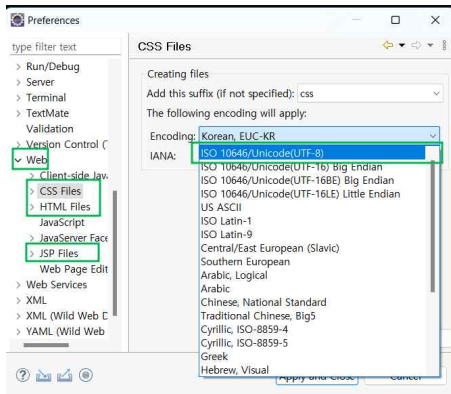 Preferences
type filter text
CSS Files
Run/Debug
Server
Terminal
TextMate
Validation
Version Control (
Web
Client-side Java
CSS Files
HTML Files
JavaScript
JavaServer Face
JSP Files
Web Page Edit
Web Services
XML
XML (Wild Web D
YAML (Wild Web
Creating files
Add this suffix (if not specified): css
The following encoding will apply:
Encoding: Korean, EUC-KR
IANA:
ISO 10646/Unicode(UTF-8)
ISO 10646/Unicode(UTF-16) Big Endian
ISO 10646/Unicode(UTF-16BE) Big Endian
ISO 10646/Unicode(UTF-16LE) Little Endian
US ASCII
ISO Latin-1
ISO Latin-9
Central/East European (Slavic)
Southern European
Arabic, Logical
Arabic
Chinese, National Standard
Traditional Chinese, Big5
Cyrillic, ISO-8859-4
Cyrillic, ISO-8859-5
Greek
Hebrew, Visual
Apply and Close
Cancel